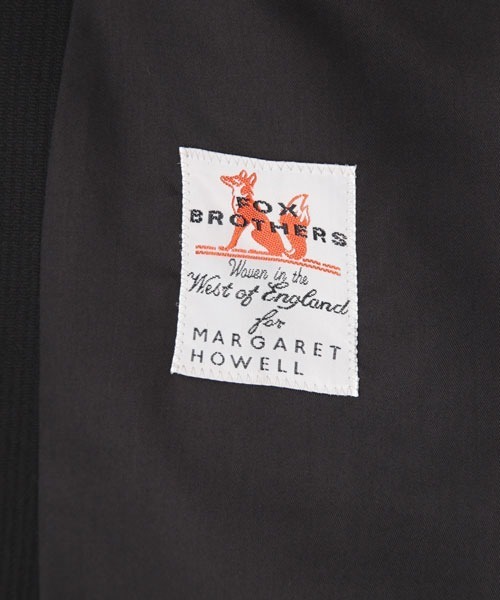 FOX
BROTHERS
Woven in the
West of England
for
MARGARET
HOWELL